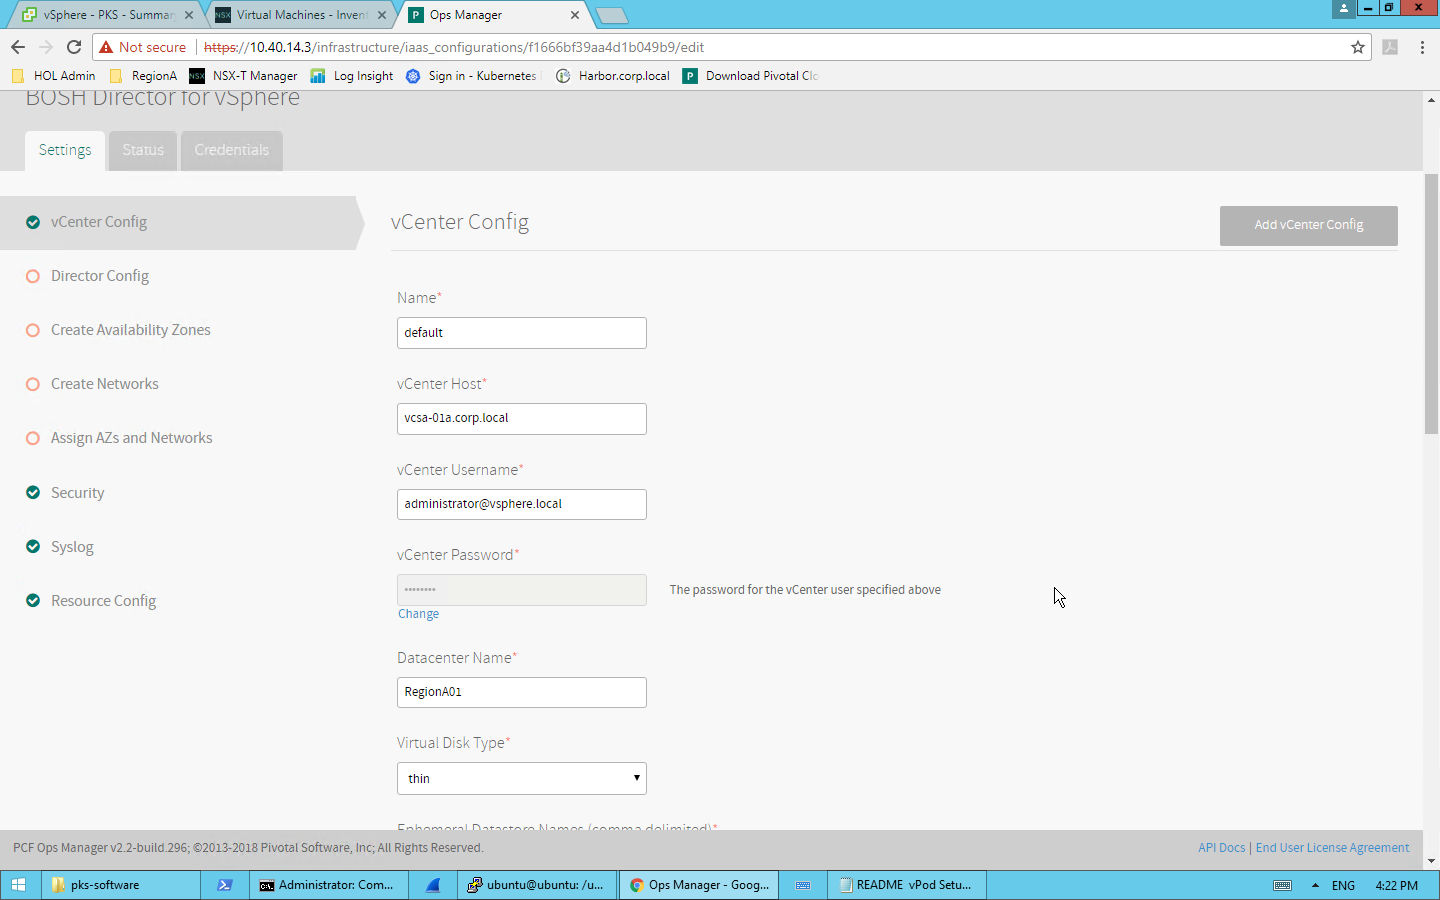 vSphere - PKS - Summar
Virtual Machines - Invent
Ops Manager
Not secure https://10.40.14.3/infrastructure/iaas_configurations/f1666bf39aa4d1b049b9/edit
HOL Admin RegionA NSX-T Manager Log Insight Sign in - Kubernetes Harbor.corp.local Download Pivotal Clo
BOSH Director for vSphere
Settings Status Credentials
vCenter Config
Director Config
Create Availability Zones
Create Networks
Assign AZs and Networks
Security
Syslog
Resource Config
vCenter Config
Add vCenter Config
Name*
default
vCenter Host*
vcsa-01a.corp.local
vCenter Username*
administrator@vsphere.local
vCenter Password*
••••••••
The password for the vCenter user specified above
Change
Datacenter Name*
RegionA01
Virtual Disk Type*
thin
Ephemeral Datastore Names (comma delimited)*
PCF Ops Manager v2.2-build.296; ©2013-2018 Pivotal Software, Inc; All Rights Reserved.
API Docs | End User License Agreement
pks-software
Administrator: Com...
ubuntu@ubuntu: /u...
Ops Manager - Goog...
README vPod Setu...
ENG
4:22 PM